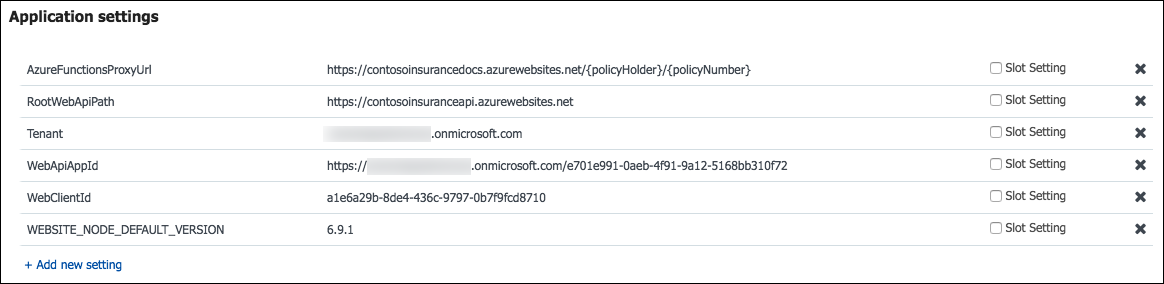 Application settings
AzureFunctionsProxyUrl https://contosoinsurancedocs.azurewebsites.net/{policyHolder}/{policyNumber} Slot Setting
RootWebApiPath https://contosoinsuranceapi.azurewebsites.net Slot Setting
Tenant .onmicrosoft.com Slot Setting
WebApiAppId https:// .onmicrosoft.com/e701e991-0aeb-4f91-9a12-5168bb310f72 Slot Setting
WebClientId a1e6a29b-8de4-436c-9797-0b7f9fcd8710 Slot Setting
WEBSITE_NODE_DEFAULT_VERSION 6.9.1 Slot Setting
+ Add new setting